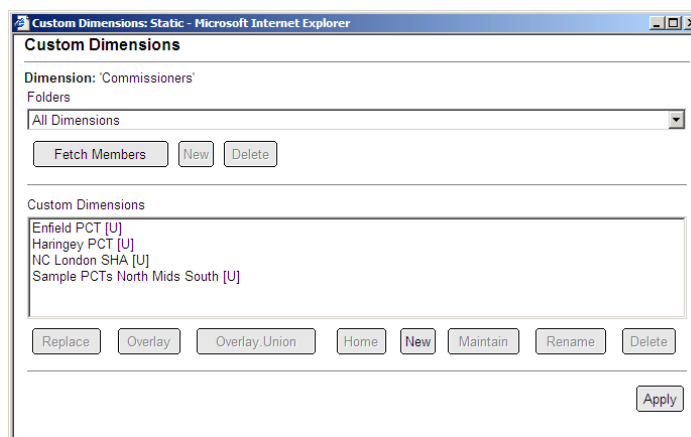 Custom Dimensions: Static - Microsoft Internet Explorer
Custom Dimensions
Dimension: 'Commissioners'
Folders
All Dimensions
Fetch Members New Delete
Custom Dimensions
Enfield PCT [U]
Haringey PCT [U]
NC London SHA [U]
Sample PCTs North Mids South [U]
Replace Overlay Overlay.Union Home New Maintain Rename Delete
Apply